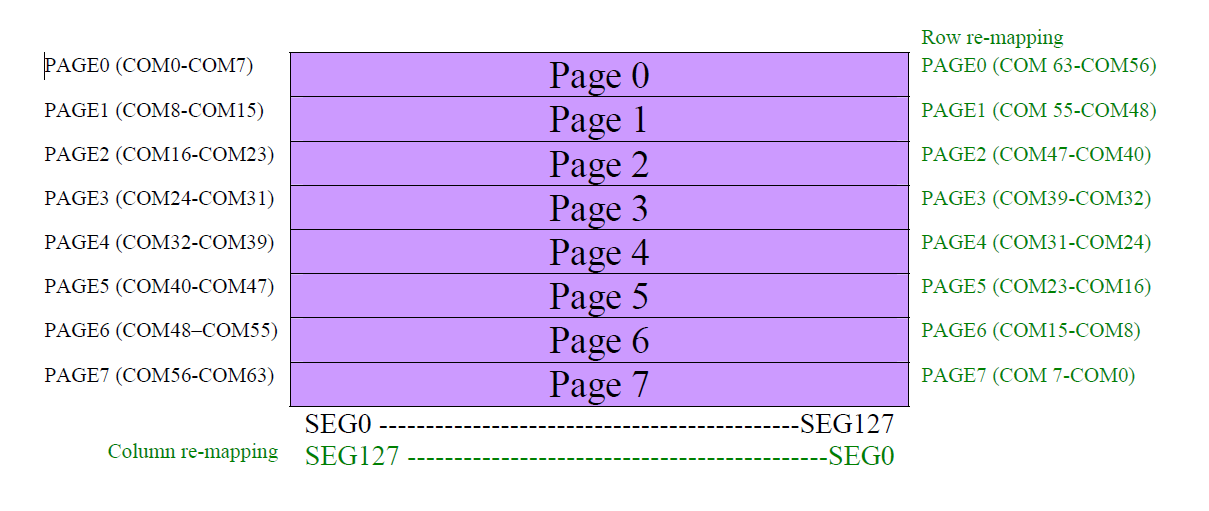 Row re-mapping
PAGE0 (COM0-COM7) Page 0 PAGE0 (COM 63-COM56)
PAGE1 (COM8-COM15) Page 1 PAGE1 (COM 55-COM48)
PAGE2 (COM16-COM23) Page 2 PAGE2 (COM47-COM40)
PAGE3 (COM24-COM31) Page 3 PAGE3 (COM39-COM32)
PAGE4 (COM32-COM39) Page 4 PAGE4 (COM31-COM24)
PAGE5 (COM40-COM47) Page 5 PAGE5 (COM23-COM16)
PAGE6 (COM48–COM55) Page 6 PAGE6 (COM15-COM8)
PAGE7 (COM56-COM63) Page 7 PAGE7 (COM 7-COM0)
SEG0 ---------------------------------------------SEG127
Column re-mapping SEG127 ---------------------------------------------SEG0